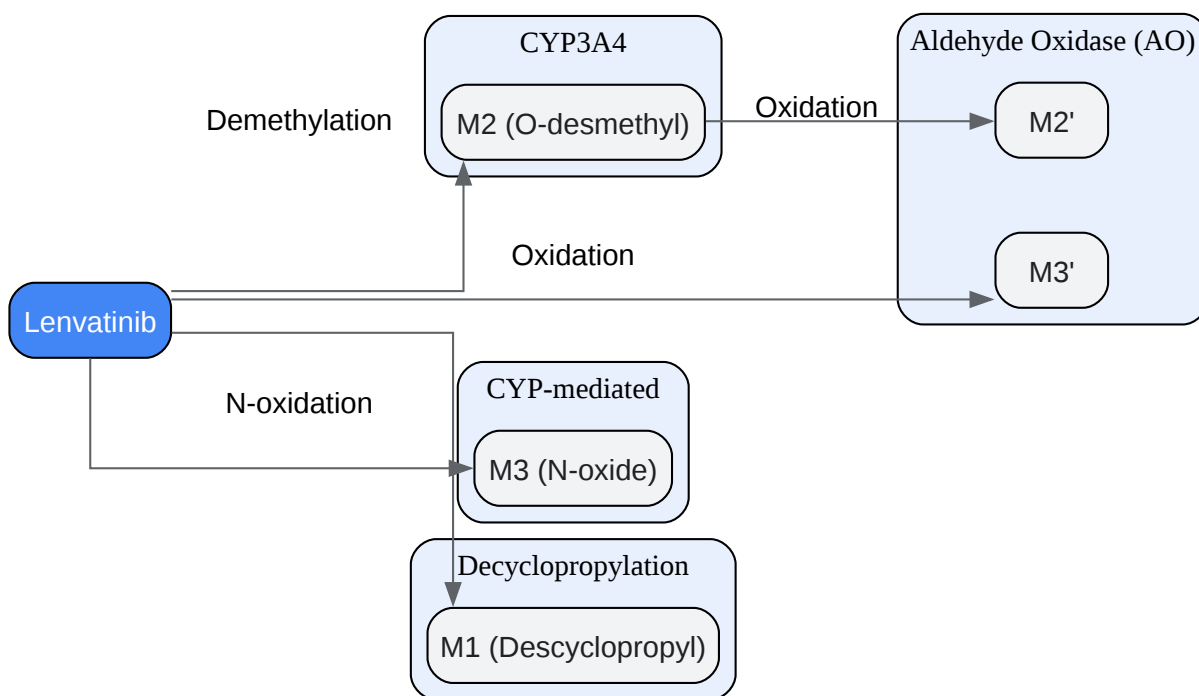 CYP3A4
Aldehyde Oxidase (AO)
Demethylation
M2 (O-desmethyl)
Oxidation
M2'
Oxidation
M3'
Lenvatinib
CYP-mediated
N-oxidation
M3 (N-oxide)
Decyclopropylation
M1 (Descyclopropyl)